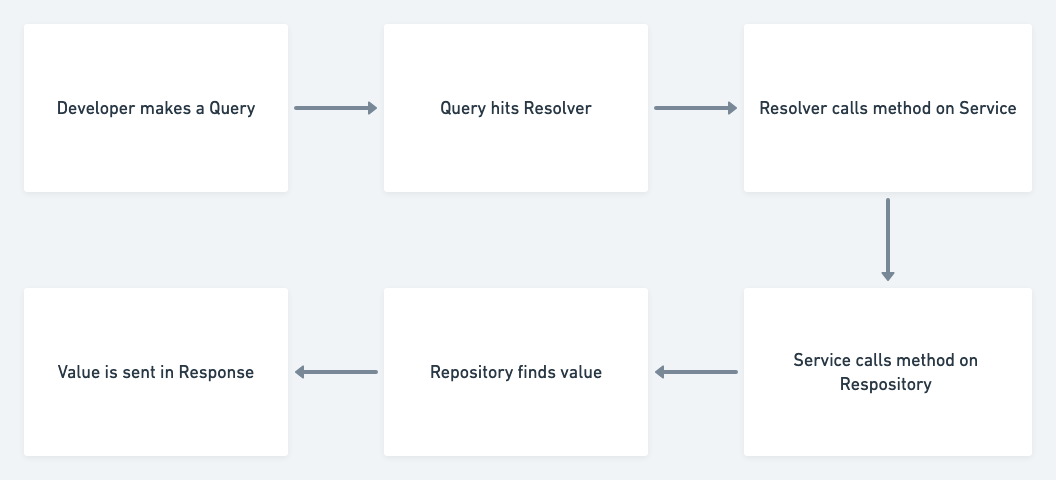 Developer makes a Query
Query hits Resolver
Resolver calls method on Service
Service calls method on
Respository
Repository finds value
Value is sent in Response